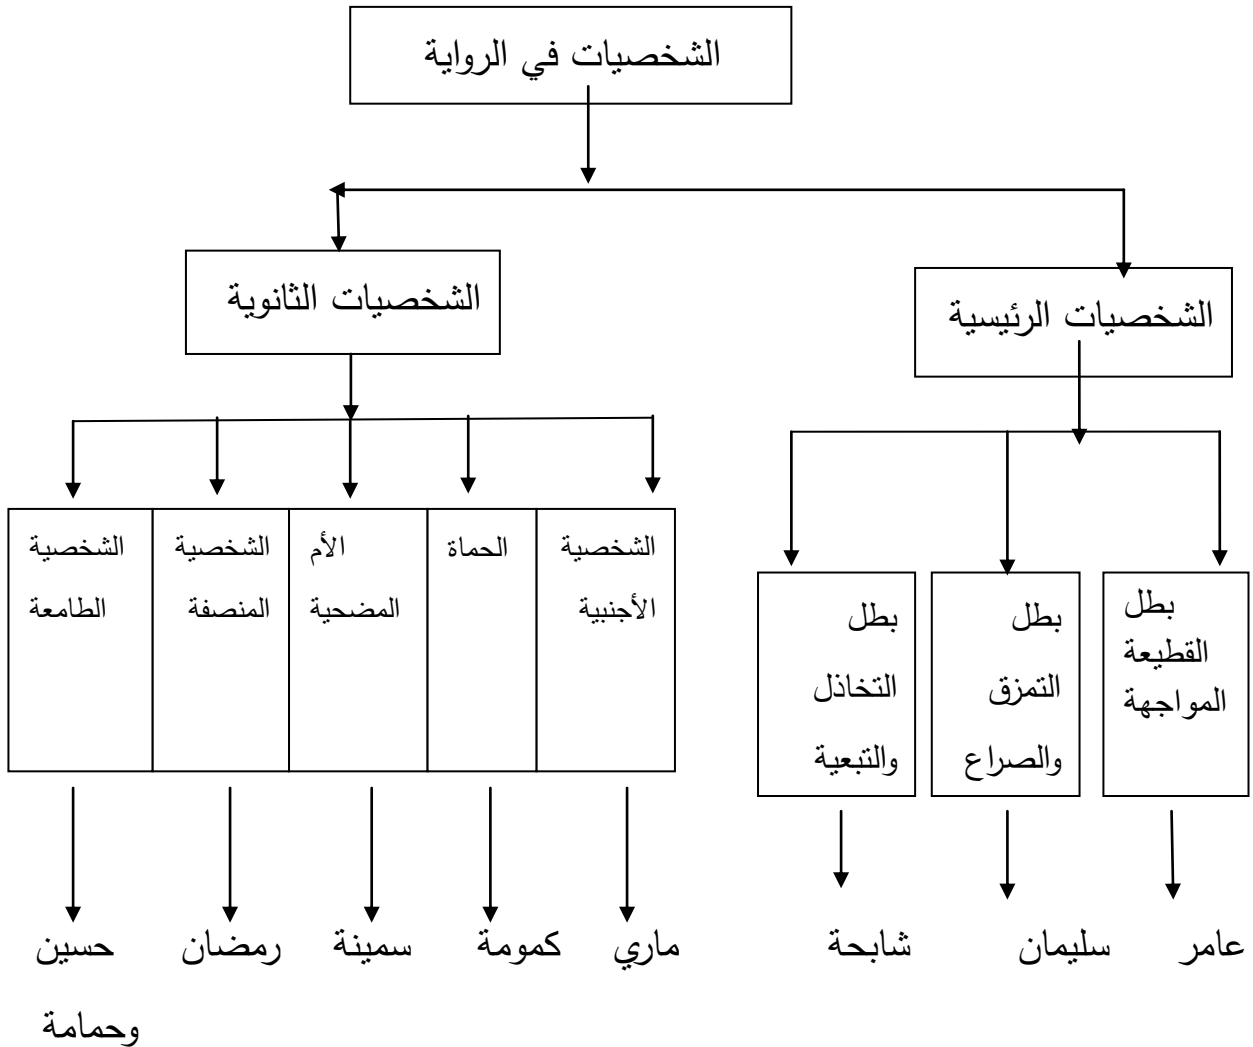 الشخصيات في الرواية
الشخصيات الرئيسية
الشخصيات الثانوية
بطل
القطيعة
المواجهة
بطل
التمزق
والصراع
بطل
التخاذل
والتبعية
الشخصية
الأجنبية
الحماة
الأم
المضحية
الشخصية
المنصفة
الشخصية
الطامعة
عامر
سليمان
شابحة
ماري
كمومة
سمينة
رمضان
حسين
وحمامة